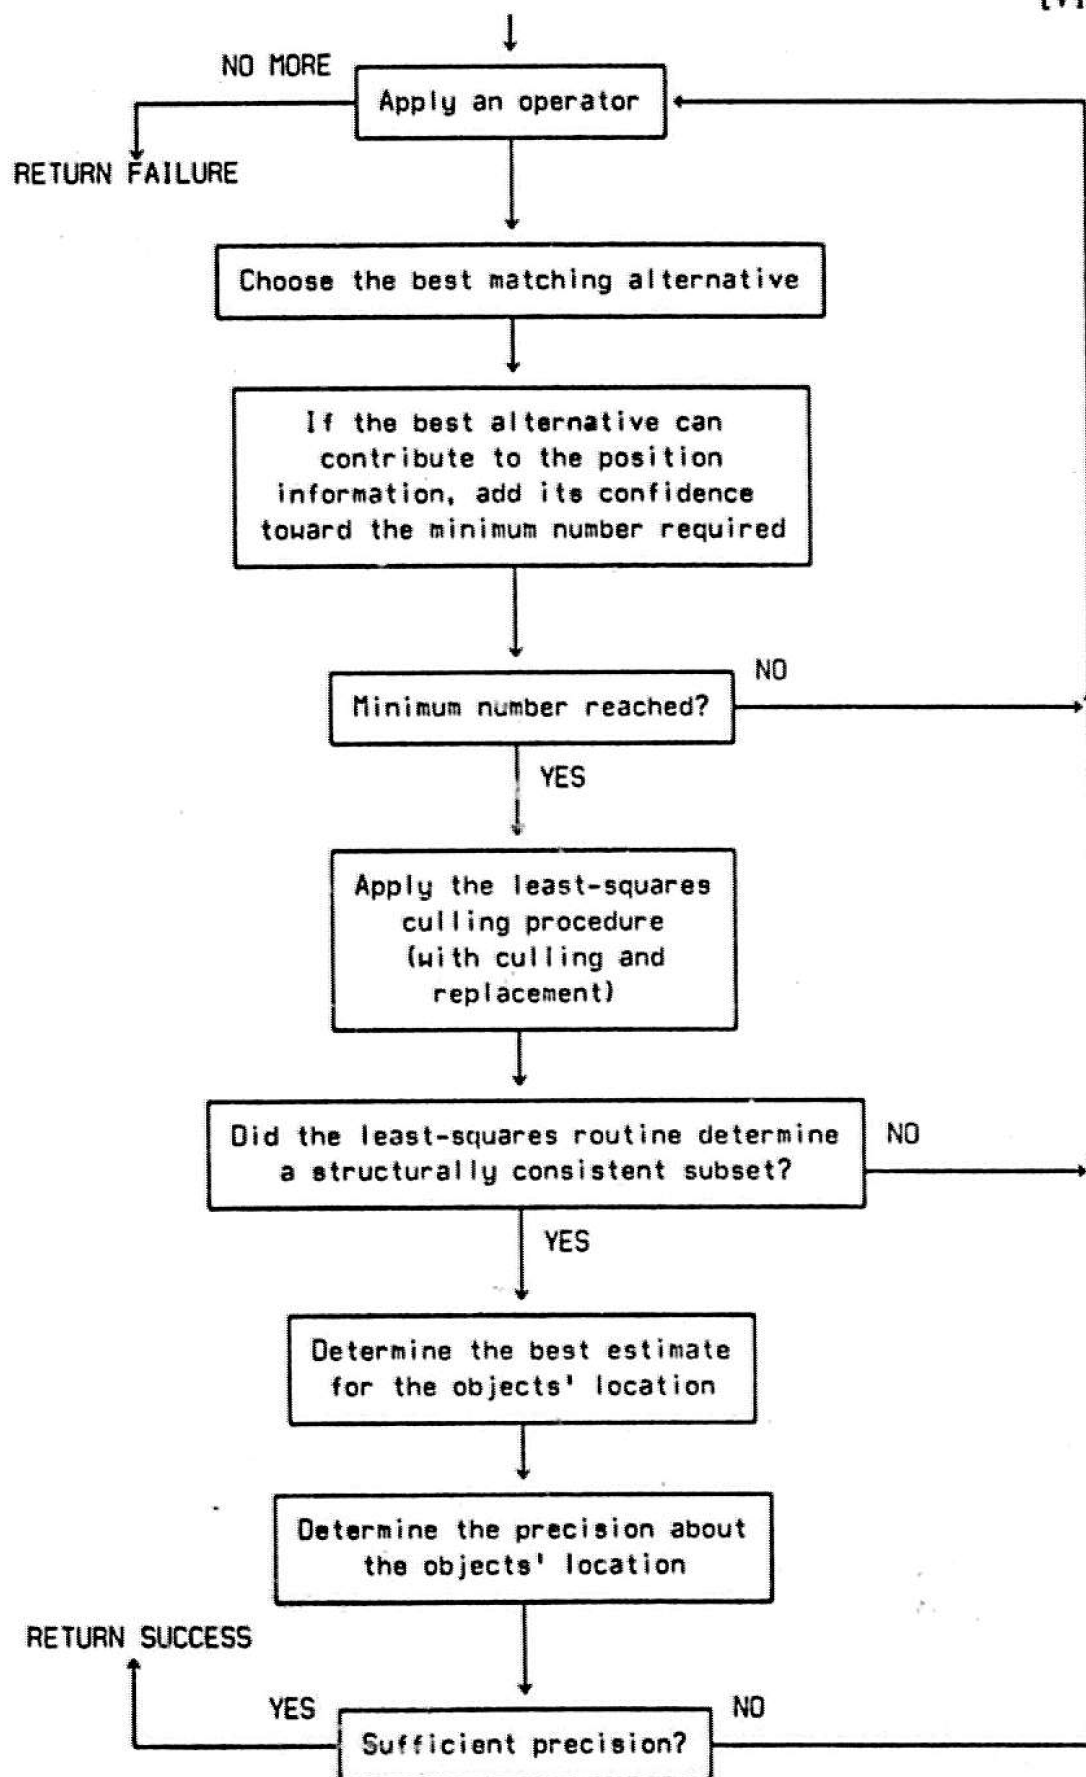 NO MORE
Apply an operator
RETURN FAILURE
Choose the best matching alternative
If the best alternative can
contribute to the position
information, add its confidence
toward the minimum number required
NO
Minimum number reached?
YES
Apply the least-squares
culling procedure
(with culling and
replacement)
Did the least-squares routine determine
a structurally consistent subset?
NO
YES
Determine the best estimate
for the objects' location
Determine the precision about
the objects' location
RETURN SUCCESS
YES
NO
Sufficient precision?